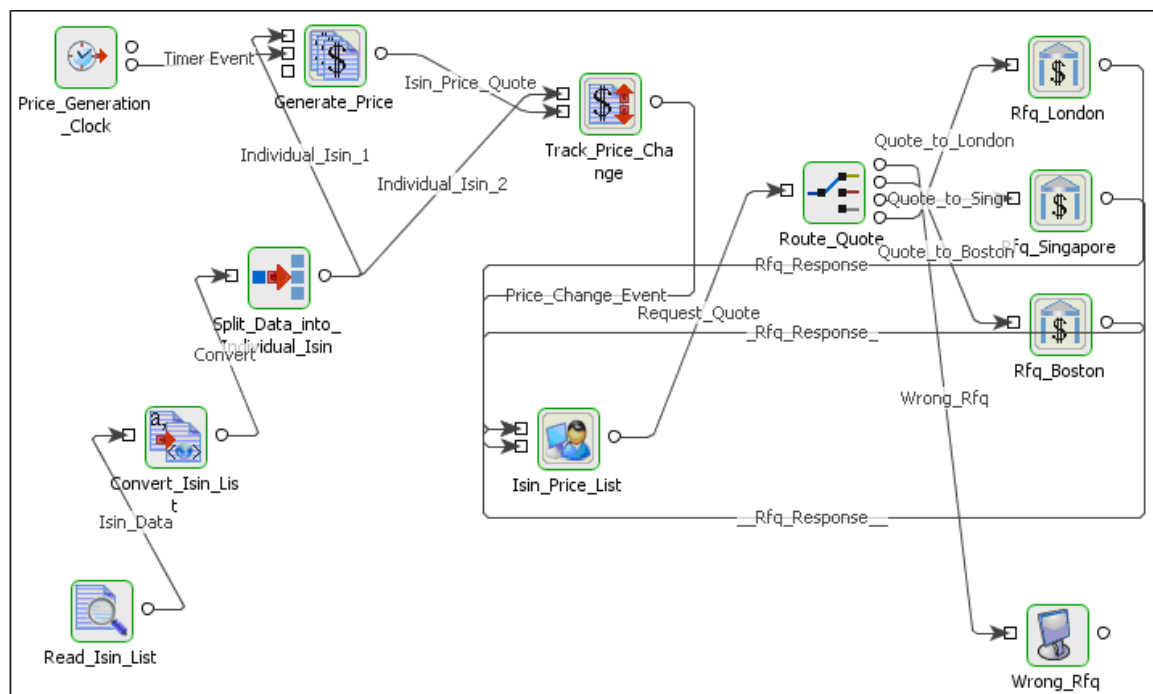 Timer Event
Price_Generation
_Clock
Generate_Price
Isin_Price_Quote
Track_Price_Cha
nge
Individual_Isin_1
Individual_Isin_2
Rfq_London
Quote_to_London
Quote_to_Sing
Route_Quote
Rfq_Singapore
Quote_to_Boston
Rfq_Response
Price_Change_Event
Request_Quote
Split_Data_into_
Individual_Isin
Convert
_Rfq_Response_
Rfq_Boston
Wrong_Rfq
Convert_Isin_Lis
t
a,
Isin_Price_List
Isin_Data
__Rfq_Response__
Read_Isin_List
Wrong_Rfq